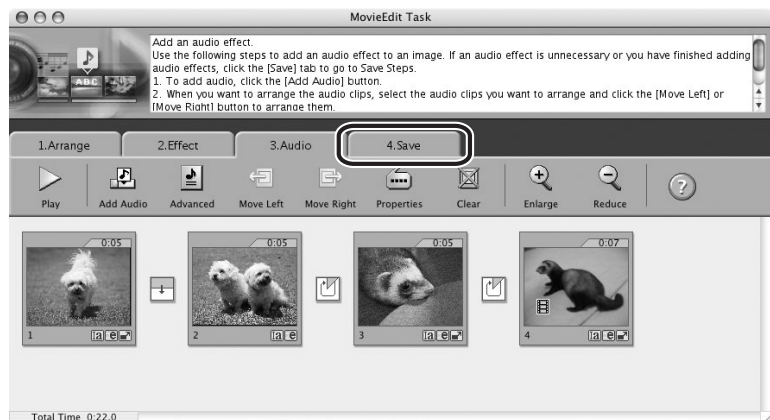 MovieEdit Task
Add an audio effect.
Use the following steps to add an audio effect to an image. If an audio effect is unnecessary or you have finished adding
audio effects, click the [Save] tab to go to Save Steps.
1. To add audio, click the [Add Audio] button.
2. When you want to arrange the audio clips, select the audio clips you want to arrange and click the [Move Left] or
[Move Right] button to arrange them.
ABC
1.Arrange 2.Effect 3.Audio 4.Save
Play Add Audio Advanced Move Left Move Right Properties Clear Enlarge Reduce ?
0:05 0:05 0:05 0:07
1 a e 2 a e 3 a e 4 a e
Total Time 0:22.0